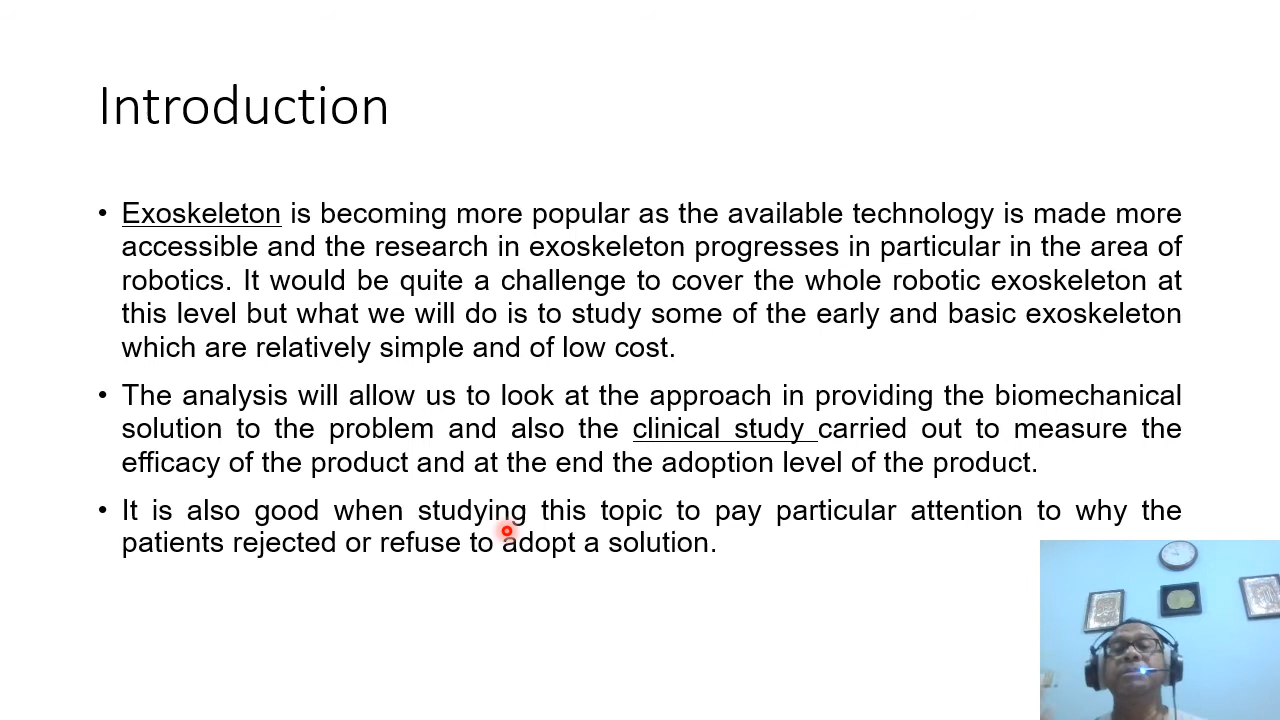 Introduction
• Exoskeleton is becoming more popular as the available technology is made more
accessible and the research in exoskeleton progresses in particular in the area of
robotics. It would be quite a challenge to cover the whole robotic exoskeleton at
this level but what we will do is to study some of the early and basic exoskeleton
which are relatively simple and of low cost.
• The analysis will allow us to look at the approach in providing the biomechanical
solution to the problem and also the clinical study carried out to measure the
efficacy of the product and at the end the adoption level of the product.
• It is also good when studying this topic to pay particular attention to why the
patients rejected or refuse to adopt a solution.